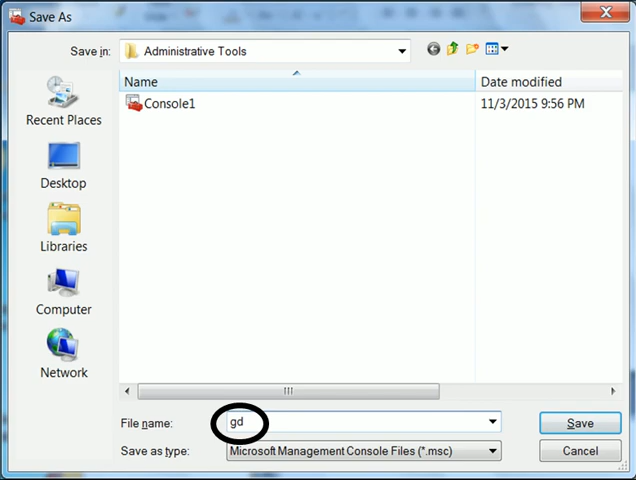 Save As
Save in: Administrative Tools
Name Date modified
Console1 11/3/2015 9:56 PM
Recent Places
Desktop
Libraries
Computer
Network
File name: gd Save
Save as type: Microsoft Management Console Files (*.msc) Cancel